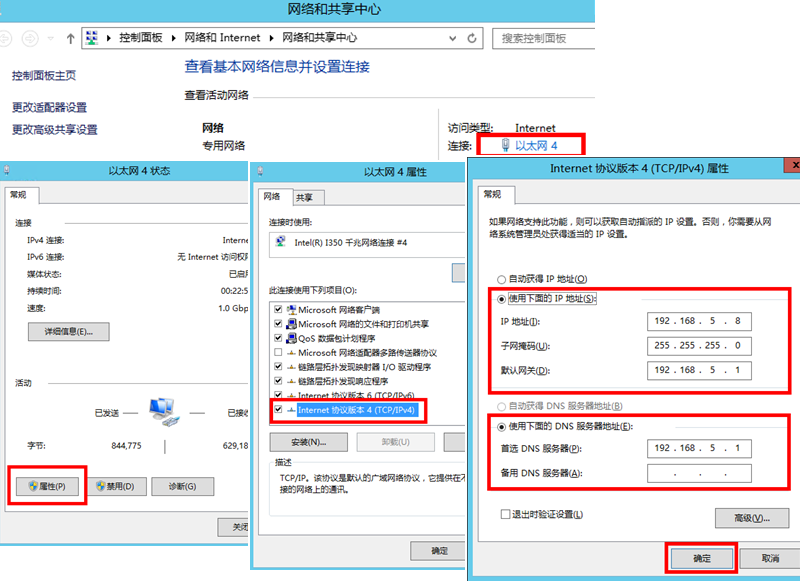 网络和共享中心
控制面板 ▸ 网络和 Internet ▸ 网络和共享中心
搜索控制面板
控制面板主页
更改适配器设置
更改高级共享设置
查看基本网络信息并设置连接
查看活动网络
网络
专用网络
访问类型: Internet
连接: 以太网 4
以太网 4 状态
常规
连接
IPv4 连接: Interne
IPv6 连接: 无 Internet 访问权
媒体状态: 已启
持续时间: 00:22:5
速度: 1.0 Gbp
详细信息(E)...
活动
已发送
已接
字节: 844,775 629,18
属性(P)
禁用(D)
诊断(G)
关闭
以太网 4 属性
网络
共享
连接时使用:
Intel(R) I350 千兆网络连接 #4
此连接使用下列项目(O):
Microsoft 网络客户端
Microsoft 网络的文件和打印机共享
QoS 数据包计划程序
Microsoft 网络适配器多路传送器协议
链路层拓扑发现映射器 I/O 驱动程序
链路层拓扑发现响应程序
Internet 协议版本 6 (TCP/IPv6)
Internet 协议版本 4 (TCP/IPv4)
安装(N)...
卸载(U)
描述
TCP/IP。该协议是默认的广域网络协议，它提供在不
接的网络上的通讯。
确定
Internet 协议版本 4 (TCP/IPv4) 属性
x
常规
如果网络支持此功能，则可以获取自动指派的 IP 设置。否则，你需要从网
络系统管理员处获得适当的 IP 设置。
自动获得 IP 地址(O)
使用下面的 IP 地址(S):
IP 地址(I): 192 . 168 . 5 . 8
子网掩码(U): 255 . 255 . 255 . 0
默认网关(D): 192 . 168 . 5 . 1
自动获得 DNS 服务器地址(B)
使用下面的 DNS 服务器地址(E):
首选 DNS 服务器(P): 192 . 168 . 5 . 1
备用 DNS 服务器(A): . . .
退出时验证设置(L)
高级(V)...
确定
取消